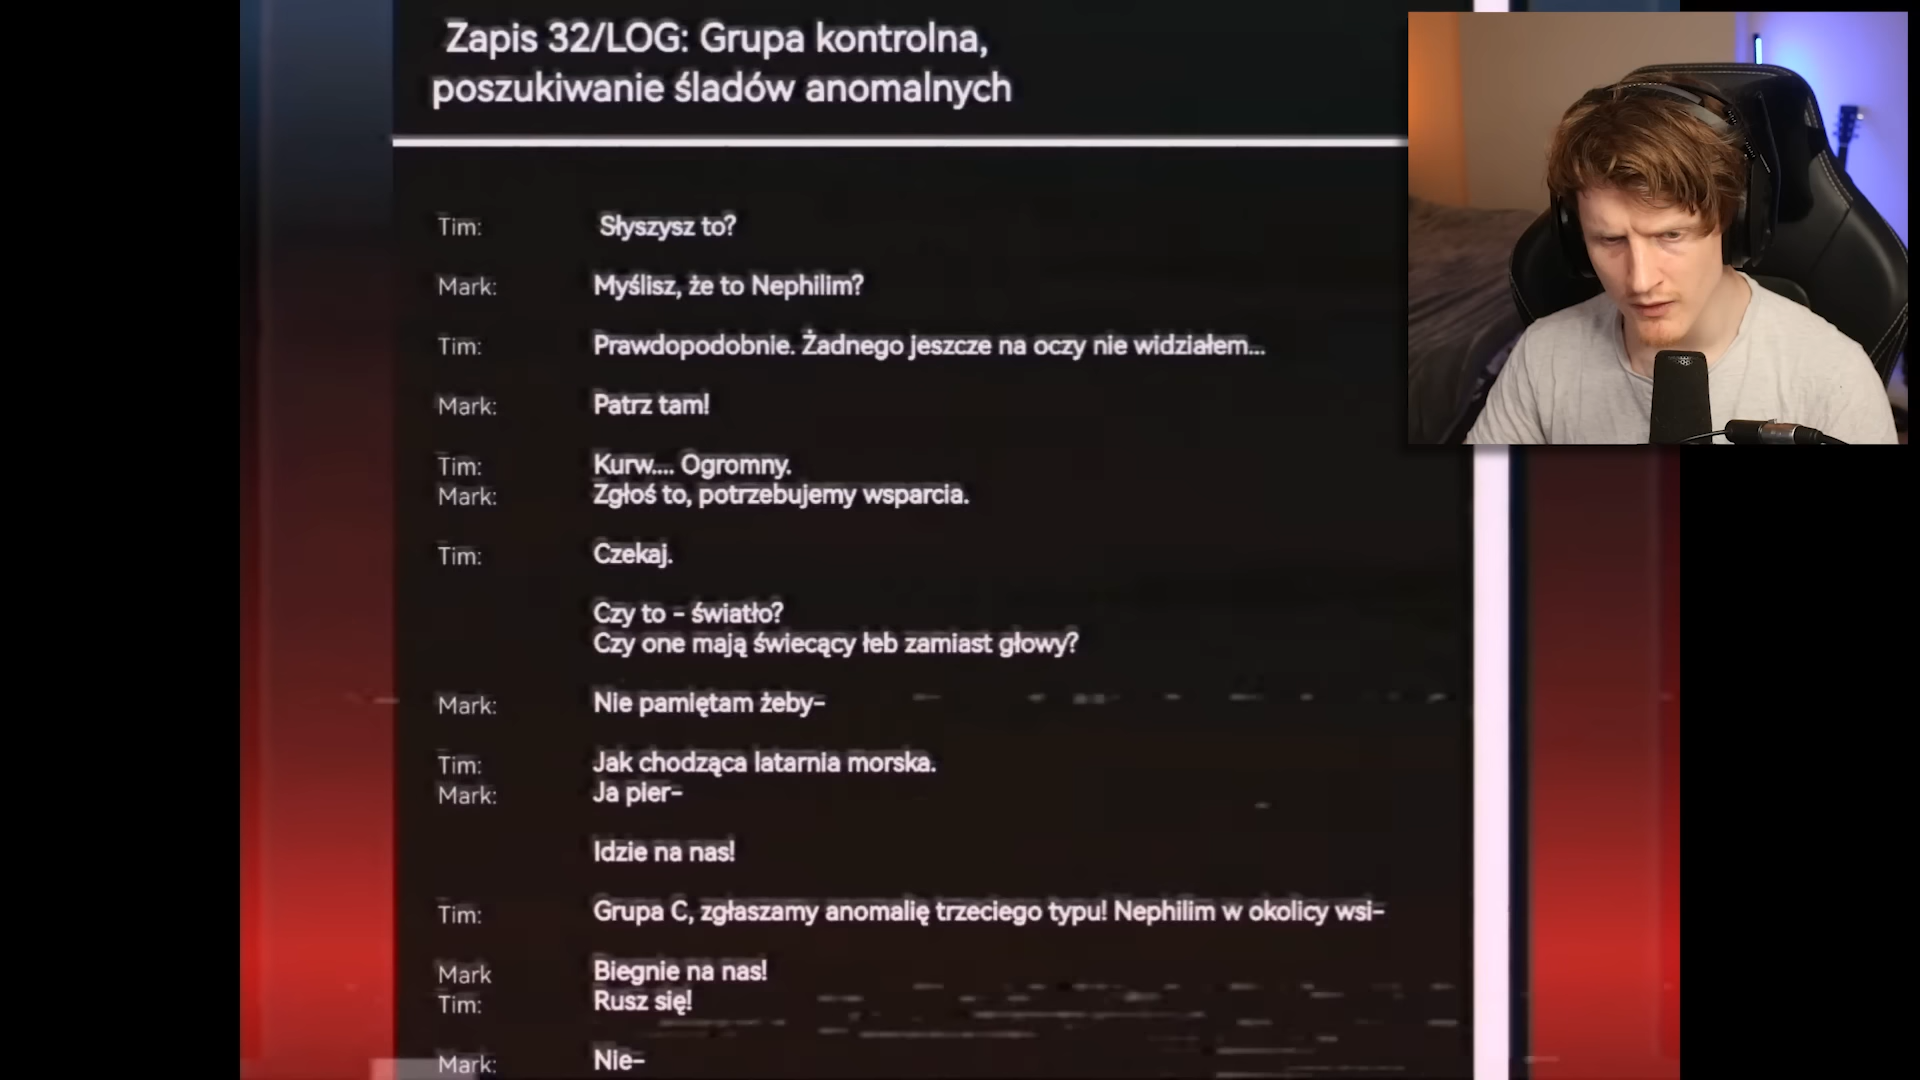 Zapis 32/LOG: Grupa kontrolna,
poszukiwanie śladów anomalnych
Tim: Słyszysz to?
Mark: Myślisz, że to Nephilim?
Tim: Prawdopodobnie. Żadnego jeszcze na oczy nie widziałem...
Mark: Patrz tam!
Tim: Kurw.... Ogromny.
Mark: Zgłoś to, potrzebujemy wsparcia.
Tim: Czekaj.
Czy to - światło?
Czy one mają świecący łeb zamiast głowy?
Mark: Nie pamiętam żeby-
Tim: Jak chodząca latarnia morska.
Mark: Ja pier-
Idzie na nas!
Tim: Grupa C, zgłaszamy anomalię trzeciego typu! Nephilim w okolicy wsi-
Mark Biegnie na nas!
Tim: Rusz się!
Mark: Nie-